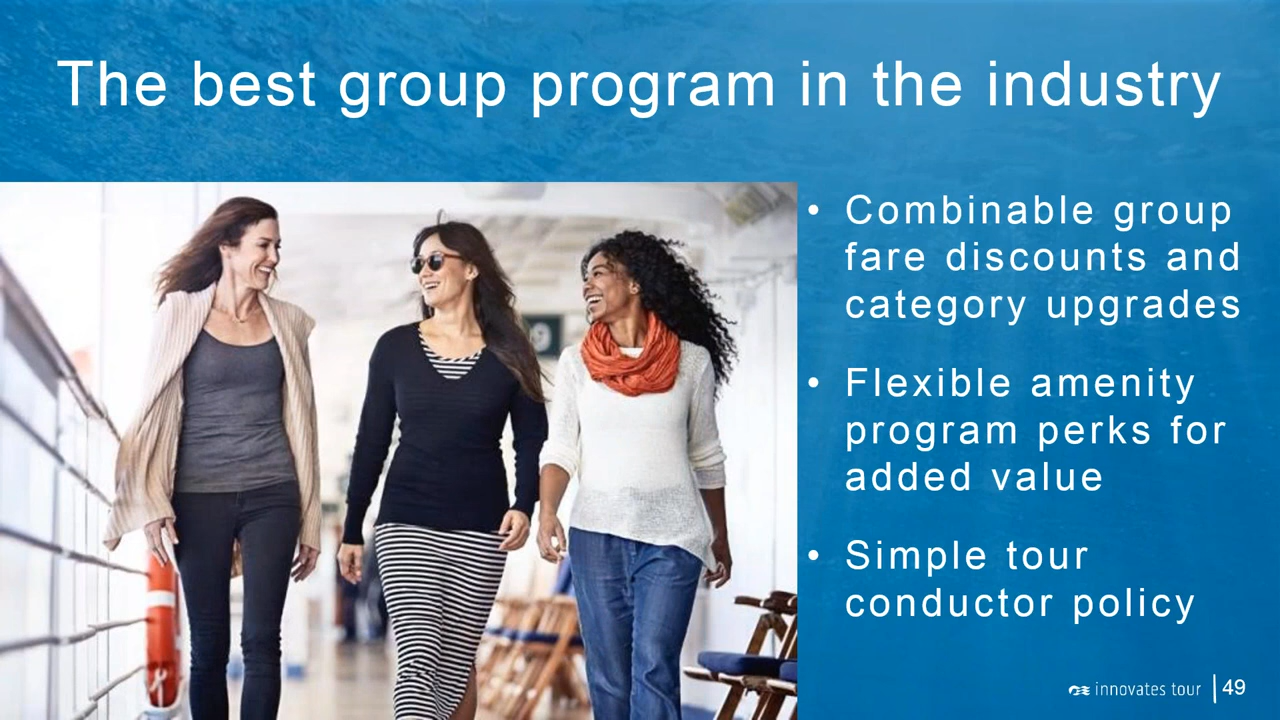 The best group program in the industry
• Combinable group
fare discounts and
category upgrades
• Flexible amenity
program perks for
added value
• Simple tour
conductor policy
innovates tour | 49